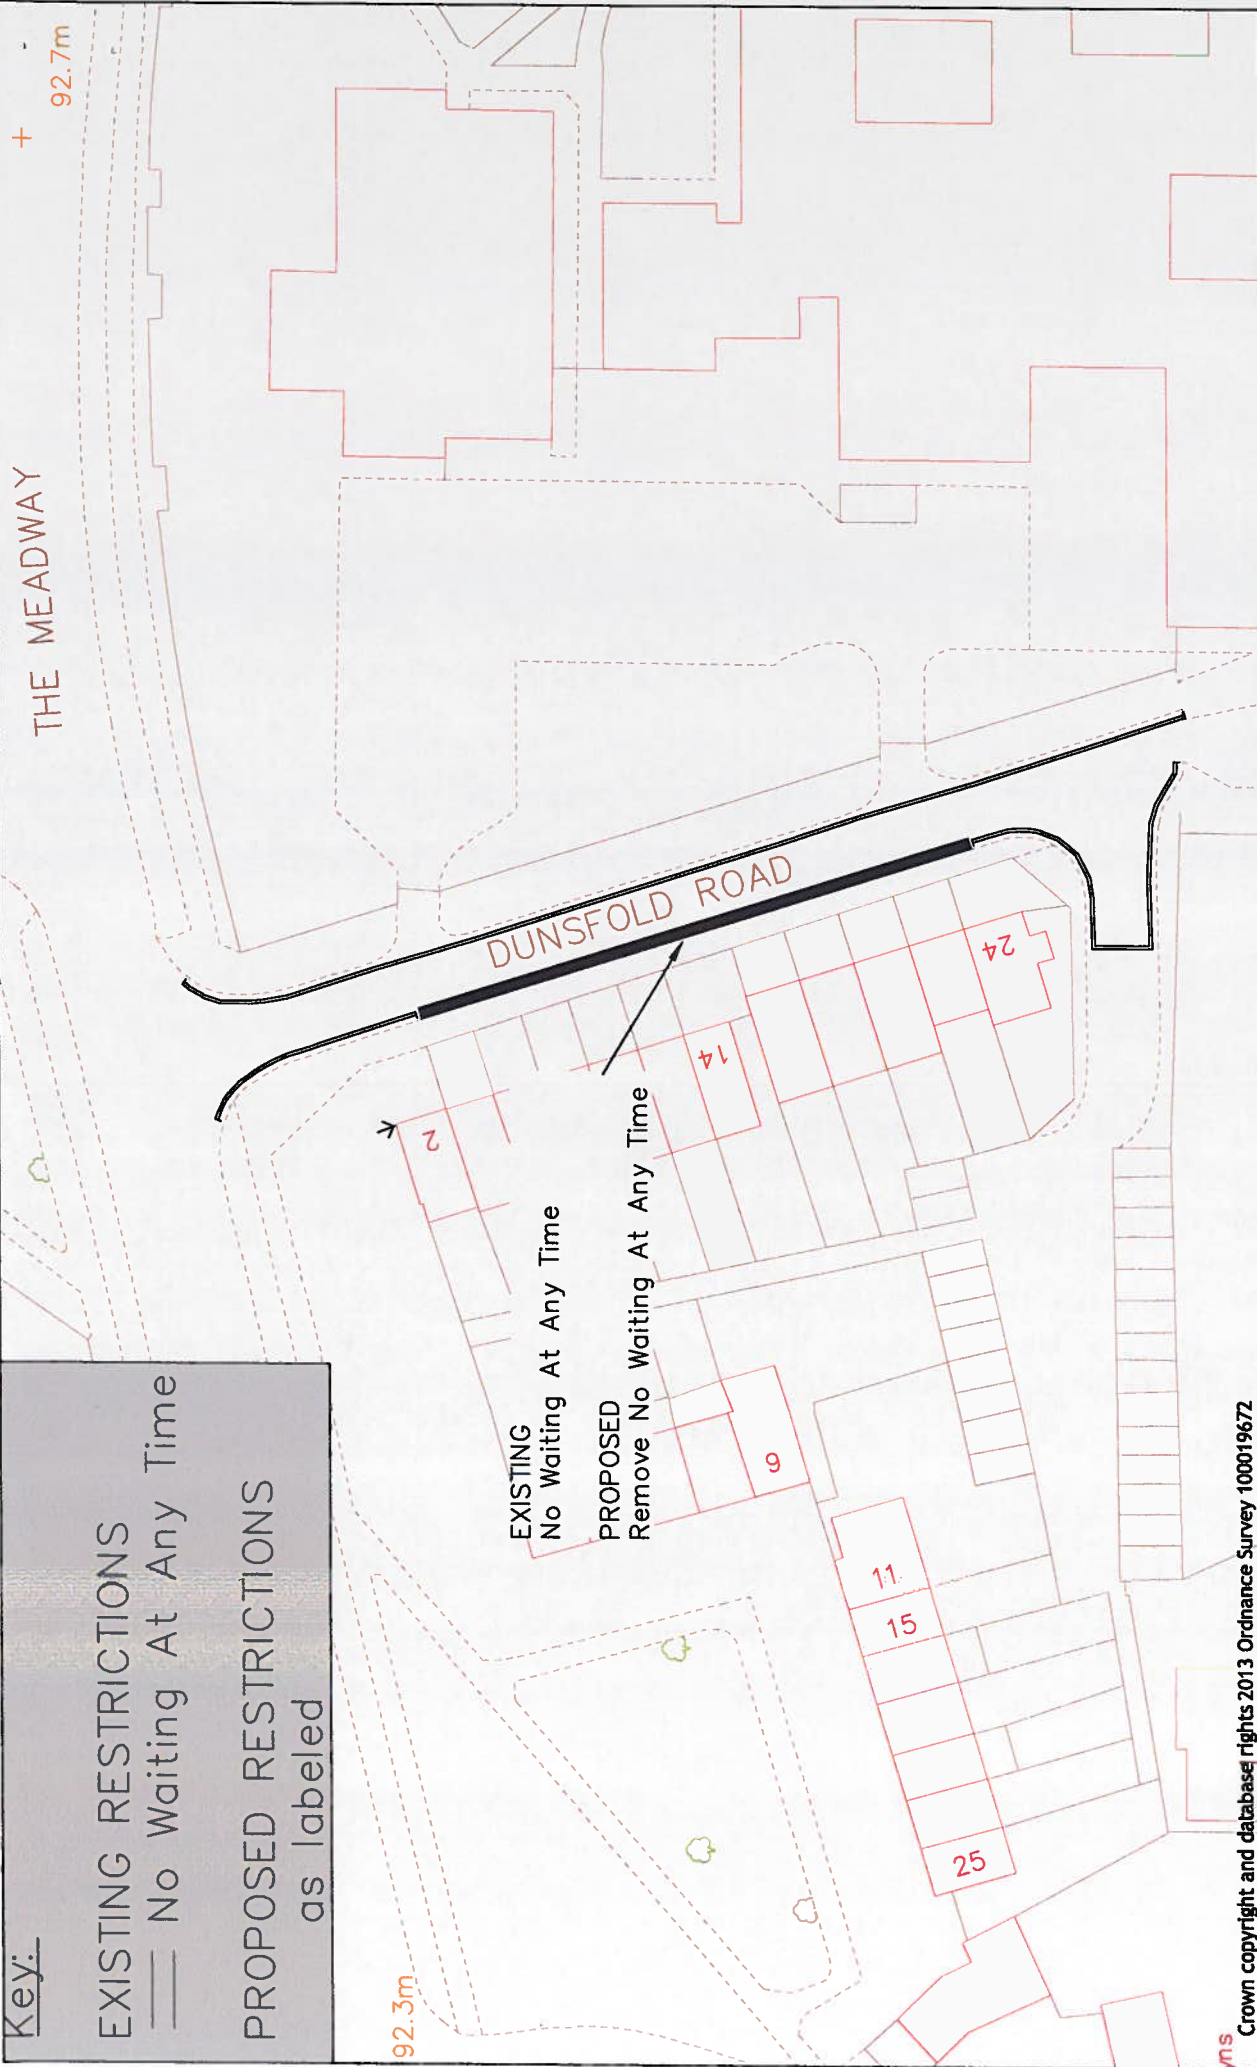 Key:
EXISTING RESTRICTIONS
No Waiting At Any Time
PROPOSED RESTRICTIONS
as labeled
THE MEADWAY
92.7m
92.3m
DUNSFOLD ROAD
EXISTING
No Waiting At Any Time
PROPOSED
Remove No Waiting At Any Time
2
14
24
9
11
15
25
Crown copyright and database rights 2013 Ordnance Survey 100019672